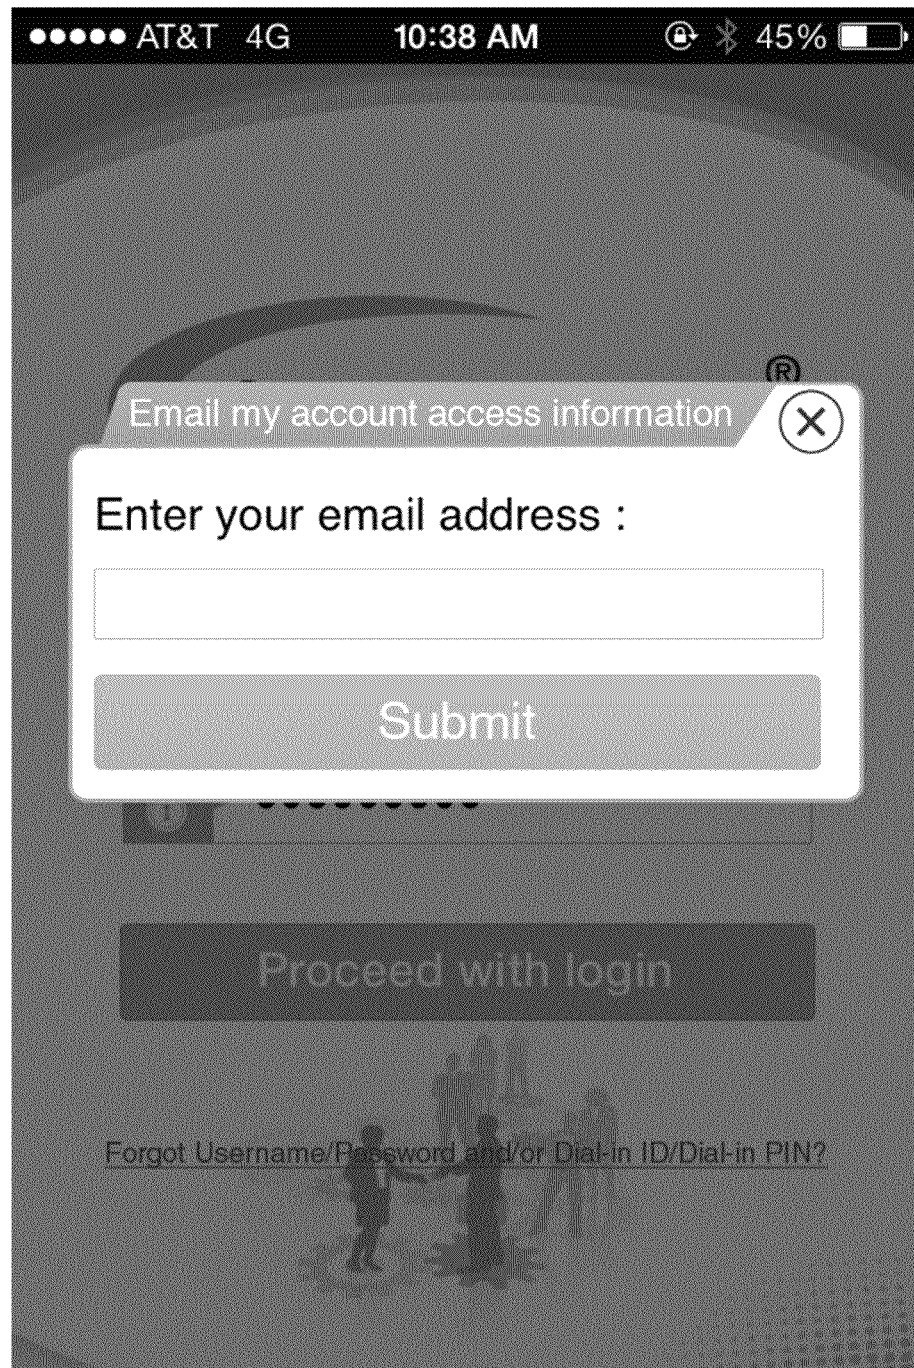 AT&T 4G 10:38 AM 45%
®
Email my account access information
Enter your email address :
Submit
Proceed with login
Forgot Username/Password and/or Dial-in ID/Dial-in PIN?